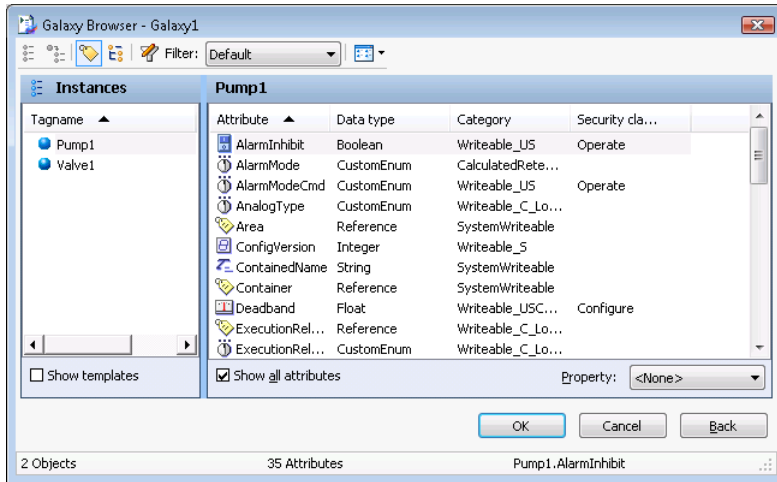 Galaxy Browser - Galaxy1
Filter: Default
Instances
Pump1
Tagname
Attribute Data type Category Security cla...
Pump1
Valve1
AlarmInhibit Boolean Writeable_US Operate
AlarmMode CustomEnum CalculatedRete...
AlarmModeCmd CustomEnum Writeable_US Operate
AnalogType CustomEnum Writeable_C_Lo...
Area Reference SystemWriteable
ConfigVersion Integer Writeable_S
ContainedName String SystemWriteable
Container Reference SystemWriteable
Deadband Float Writeable_USC... Configure
ExecutionRel... Reference Writeable_C_Lo...
ExecutionRel... CustomEnum Writeable_C_Lo...
Show templates
Show all attributes
Property: <None>
OK Cancel Back
2 Objects 35 Attributes Pump1.AlarmInhibit